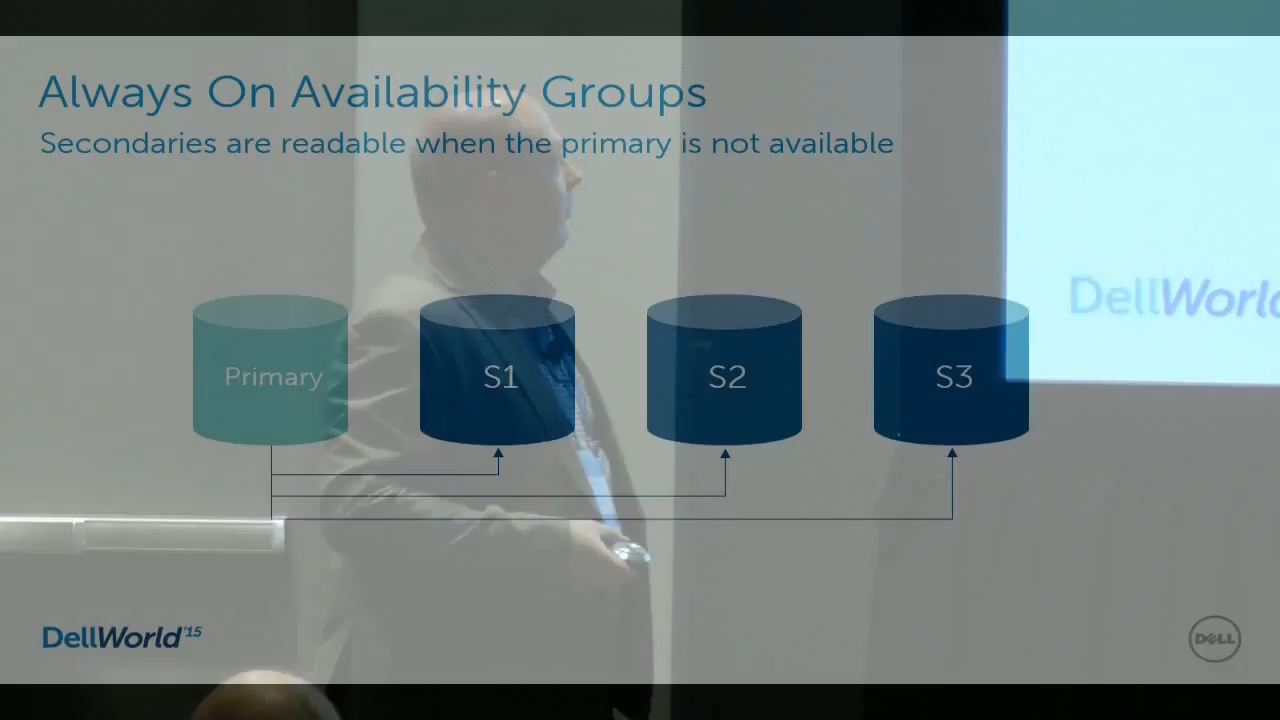 Always On Availability Groups
Secondaries are readable when the primary is not available
DellWorld
Primary
S1
S2
S3
DellWorld'15
DELL